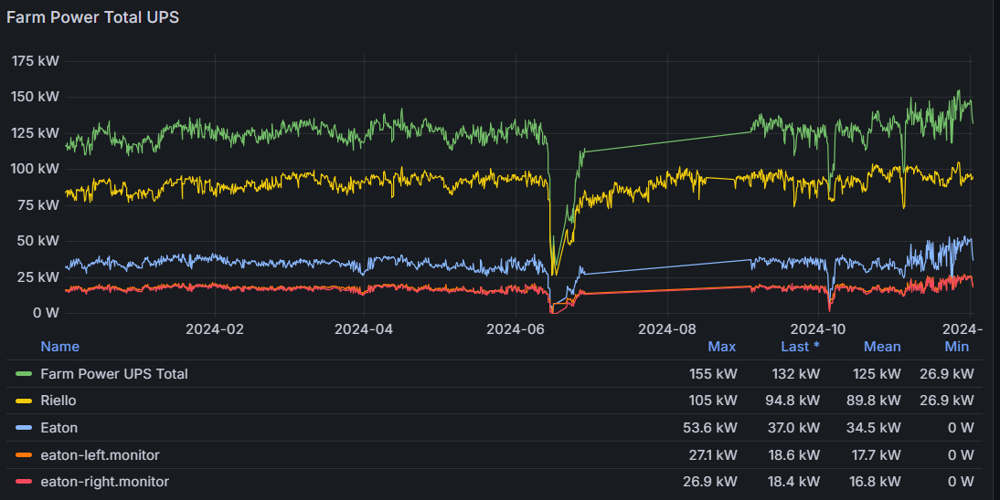 Farm Power Total UPS
175 kW
150 kW
125 kW
100 kW
75 kW
50 kW
25 kW
0 W
2024-02 2024-04 2024-06 2024-08 2024-10 2024-
Name Max Last * Mean Min
Farm Power UPS Total 155 kW 132 kW 125 kW 26.9 kW
Riello 105 kW 94.8 kW 89.8 kW 26.9 kW
Eaton 53.6 kW 37.0 kW 34.5 kW 0 W
eaton-left.monitor 27.1 kW 18.6 kW 17.7 kW 0 W
eaton-right.monitor 26.9 kW 18.4 kW 16.8 kW 0 W